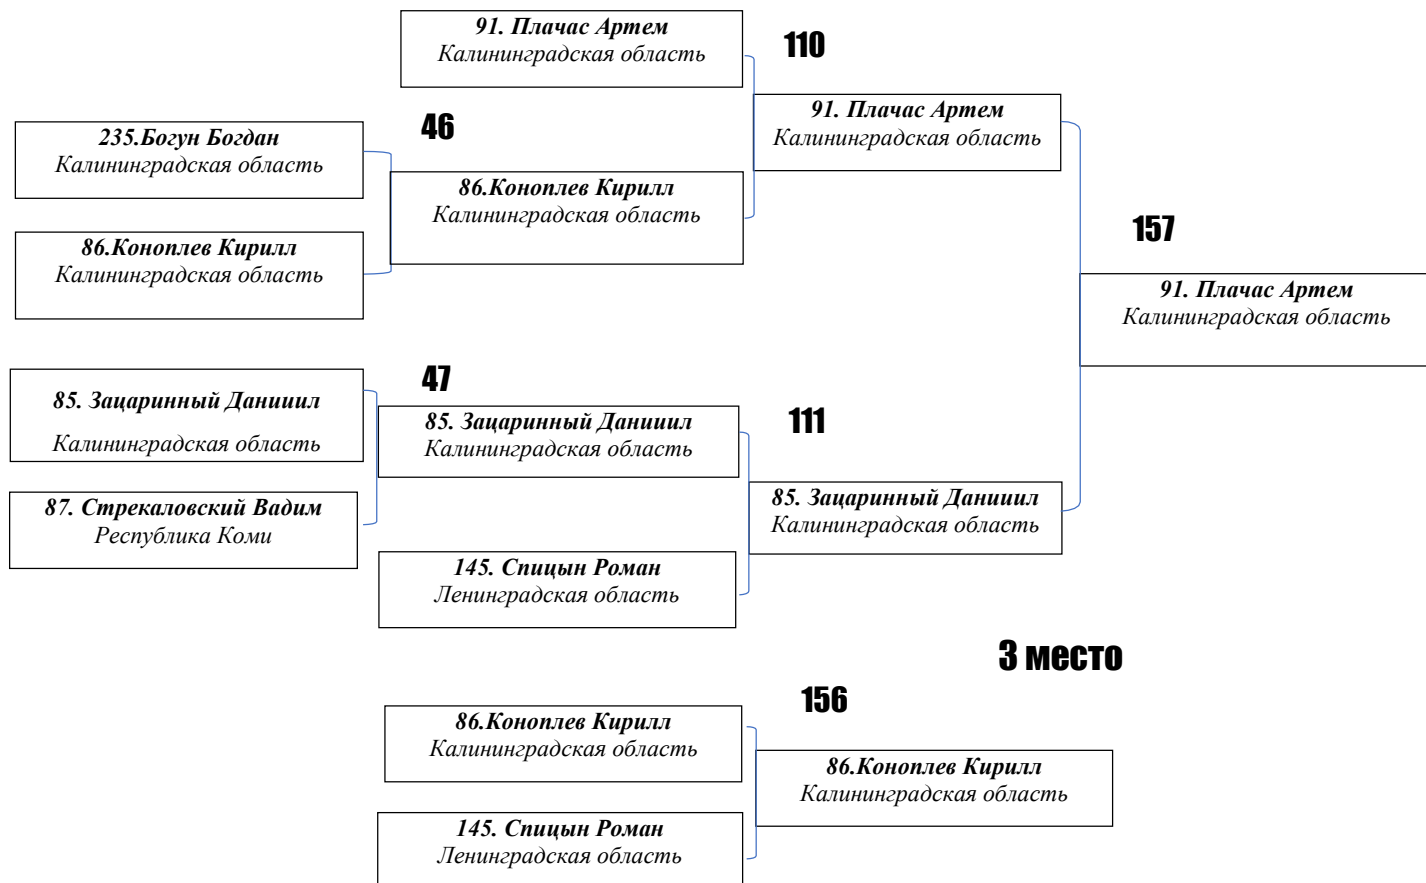 91. Плачас Артем
Калининградская область
110
91. Плачас Артем
Калининградская область
235.Богун Богдан
Калининградская область
46
86.Коноплев Кирилл
Калининградская область
86.Коноплев Кирилл
Калининградская область
157
91. Плачас Артем
Калининградская область
85. Зацаринный Данииил
Калининградская область
47
85. Зацаринный Данииил
Калининградская область
111
87. Стрекаловский Вадим
Республика Коми
85. Зацаринный Данииил
Калининградская область
145. Спицын Роман
Ленинградская область
3 место
156
86.Коноплев Кирилл
Калининградская область
86.Коноплев Кирилл
Калининградская область
145. Спицын Роман
Ленинградская область